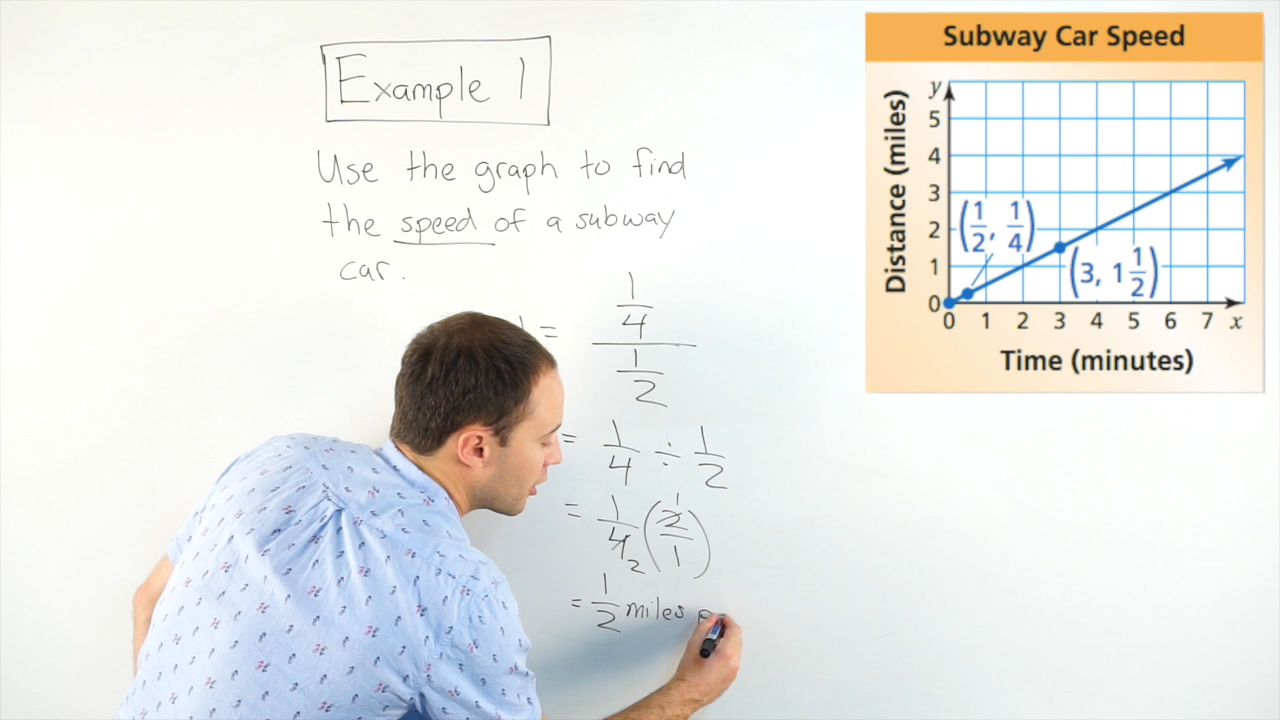 Example 1
Use the graph to find
the speed of a subway
car.
= 1/4 / 1/2
= 1/4 ÷ 1/2
= 1/4 2 (2/1) 1
= 1/2 miles
Subway Car Speed
Distance (miles)
y
5
4
3
2
1
0
(1/2, 1/4)
(3, 1 1/2)
0 1 2 3 4 5 6 7 x
Time (minutes)